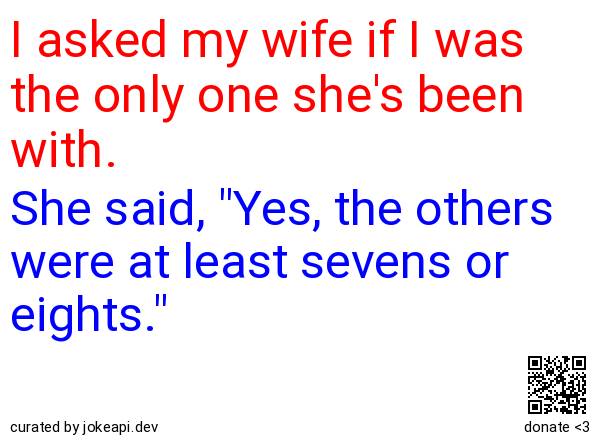 I asked my wife if I was
the only one she's been
with.
She said, "Yes, the others
were at least sevens or
eights."
curated by jokeapi.dev
donate <3